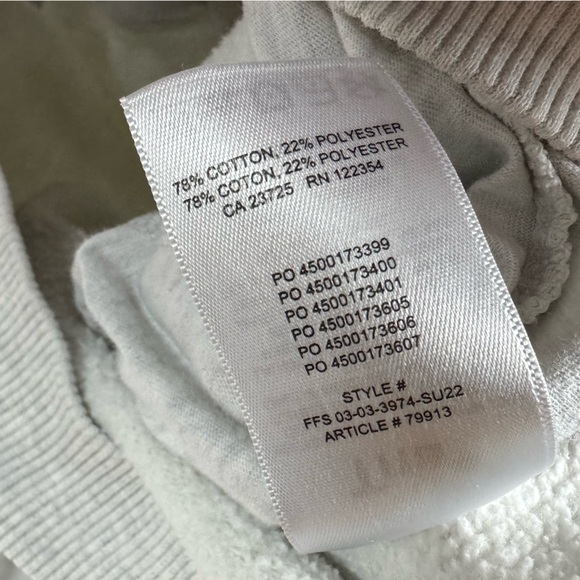 78% COTTON, 22% POLYESTER
78% COTON, 22% POLYESTER
CA 23725 RN 122354
PO 4500173399
PO 4500173400
PO 4500173401
PO 4500173605
PO 4500173606
PO 4500173607
STYLE #
FFS 03-03-3974-SU22
ARTICLE # 79913